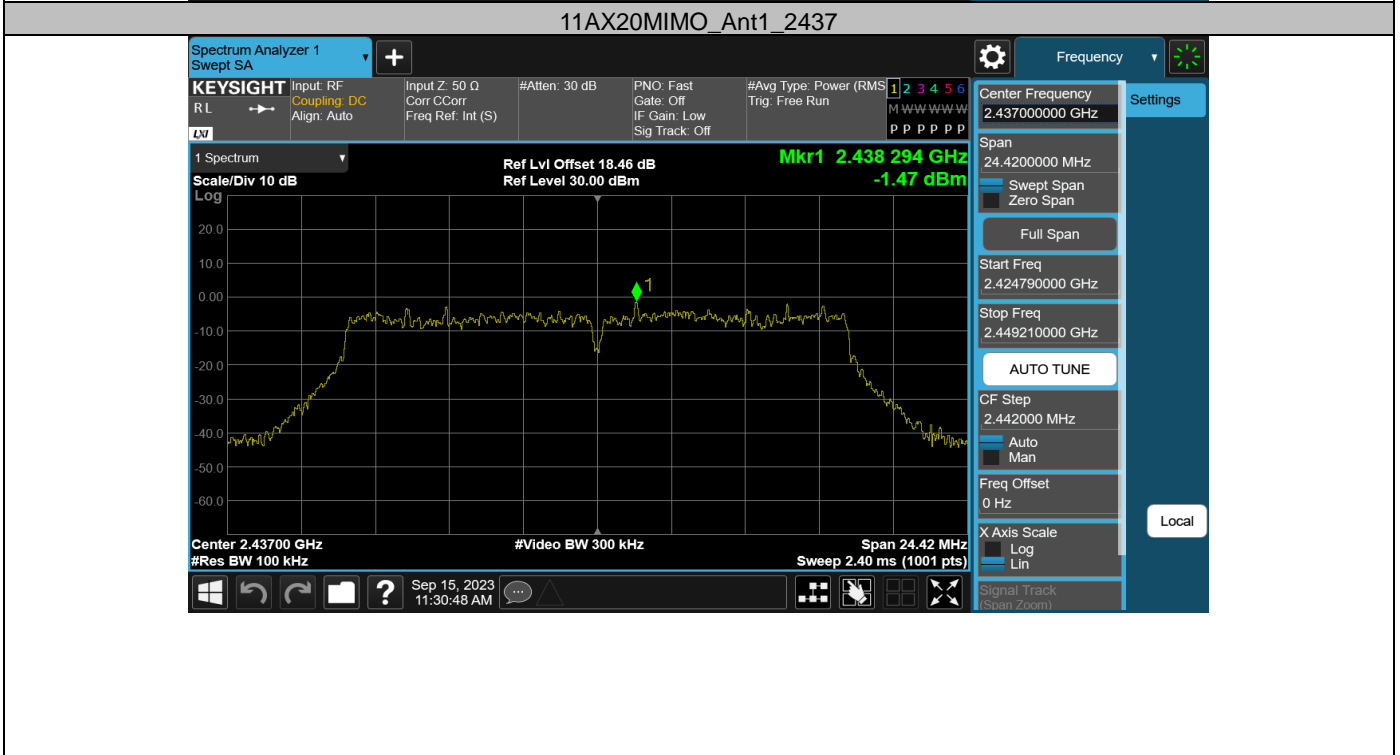 11AX20MIMO_Ant1_2437
Spectrum Analyzer 1
Swept SA
+
Frequency
KEYSIGHT
R L
LXI
Input: RF
Coupling: DC
Align: Auto
Input Z: 50 Ω
Corr CCorr
Freq Ref: Int (S)
#Atten: 30 dB
PNO: Fast
Gate: Off
IF Gain: Low
Sig Track: Off
#Avg Type: Power (RMS
Trig: Free Run
1 2 3 4 5 6
M W W W W W
P P P P P P
1 Spectrum
Scale/Div 10 dB
Ref Lvl Offset 18.46 dB
Ref Level 30.00 dBm
Mkr1 2.438 294 GHz
-1.47 dBm
Log
20.0
10.0
0.00
-10.0
-20.0
-30.0
-40.0
-50.0
-60.0
1
Center 2.43700 GHz
#Res BW 100 kHz
#Video BW 300 kHz
Span 24.42 MHz
Sweep 2.40 ms (1001 pts)
Center Frequency
2.437000000 GHz
Settings
Span
24.4200000 MHz
Swept Span
Zero Span
Full Span
Start Freq
2.424790000 GHz
Stop Freq
2.449210000 GHz
AUTO TUNE
CF Step
2.442000 MHz
Auto
Man
Freq Offset
0 Hz
X Axis Scale
Log
Lin
Signal Track
(Span Zoom)
Local
?
Sep 15, 2023
11:30:48 AM